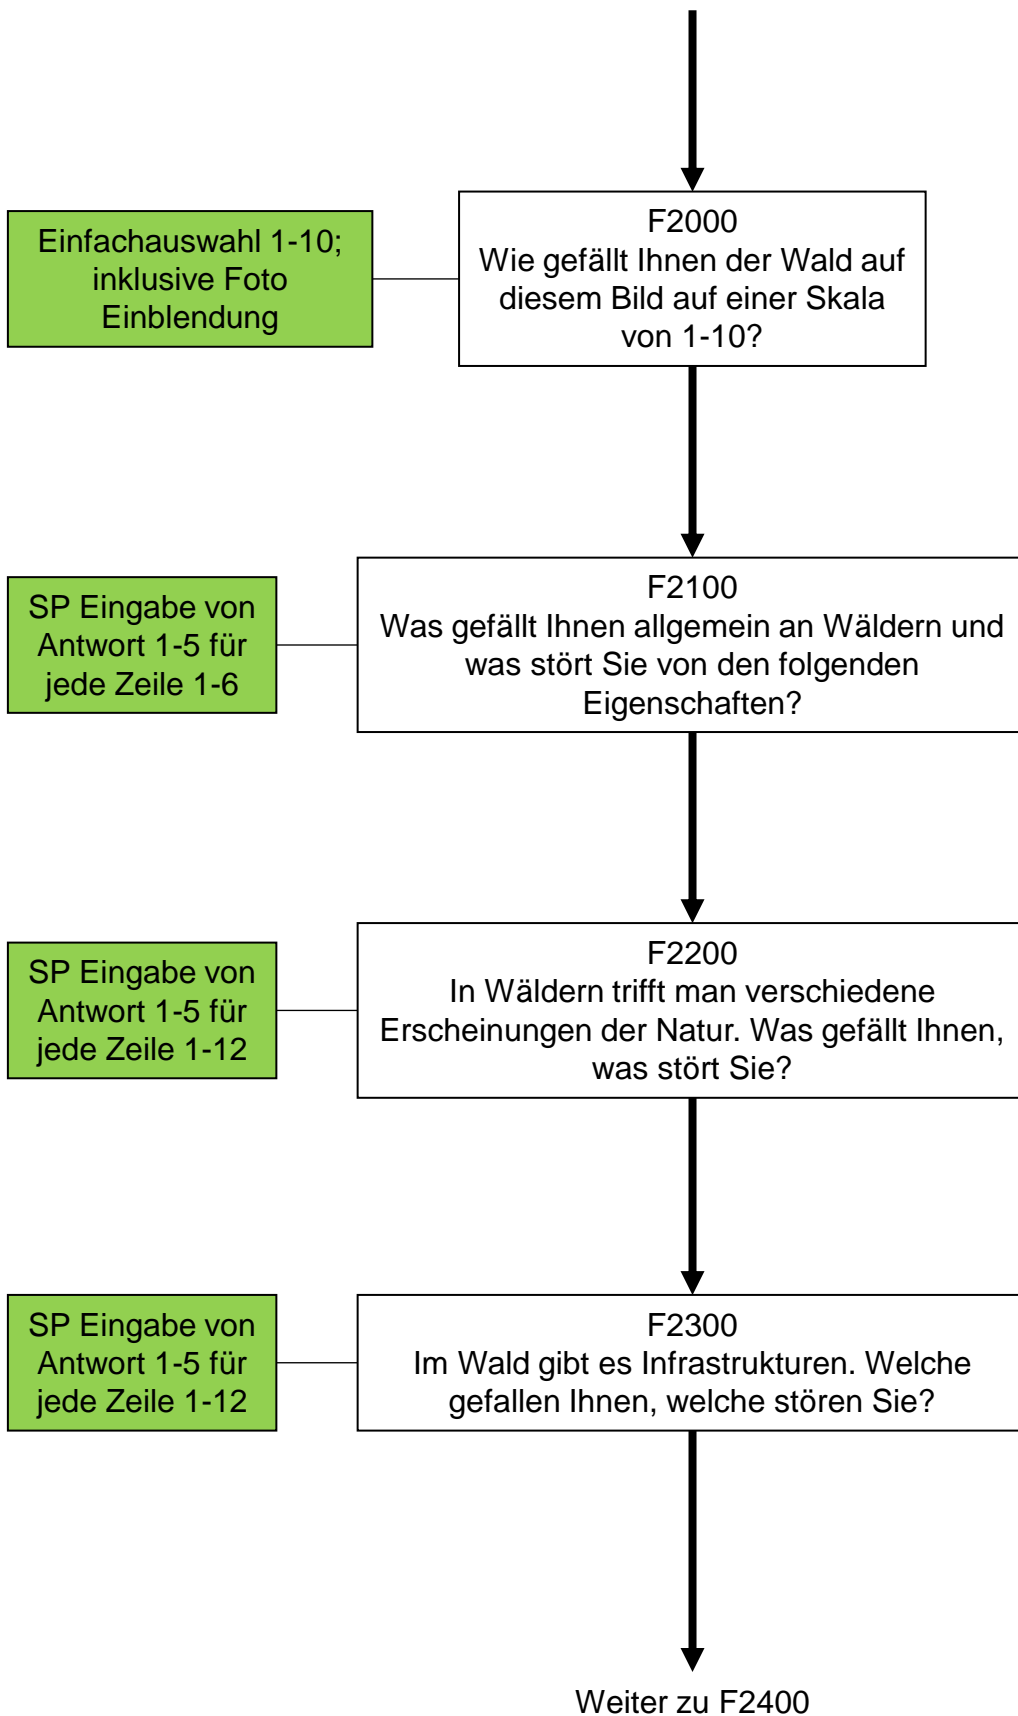 Einfachauswahl 1-10;
inklusive Foto
Einblendung
F2000
Wie gefällt Ihnen der Wald auf
diesem Bild auf einer Skala
von 1-10?
SP Eingabe von
Antwort 1-5 für
jede Zeile 1-6
F2100
Was gefällt Ihnen allgemein an Wäldern und
was stört Sie von den folgenden
Eigenschaften?
SP Eingabe von
Antwort 1-5 für
jede Zeile 1-12
F2200
In Wäldern trifft man verschiedene
Erscheinungen der Natur. Was gefällt Ihnen,
was stört Sie?
SP Eingabe von
Antwort 1-5 für
jede Zeile 1-12
F2300
Im Wald gibt es Infrastrukturen. Welche
gefallen Ihnen, welche stören Sie?
Weiter zu F2400